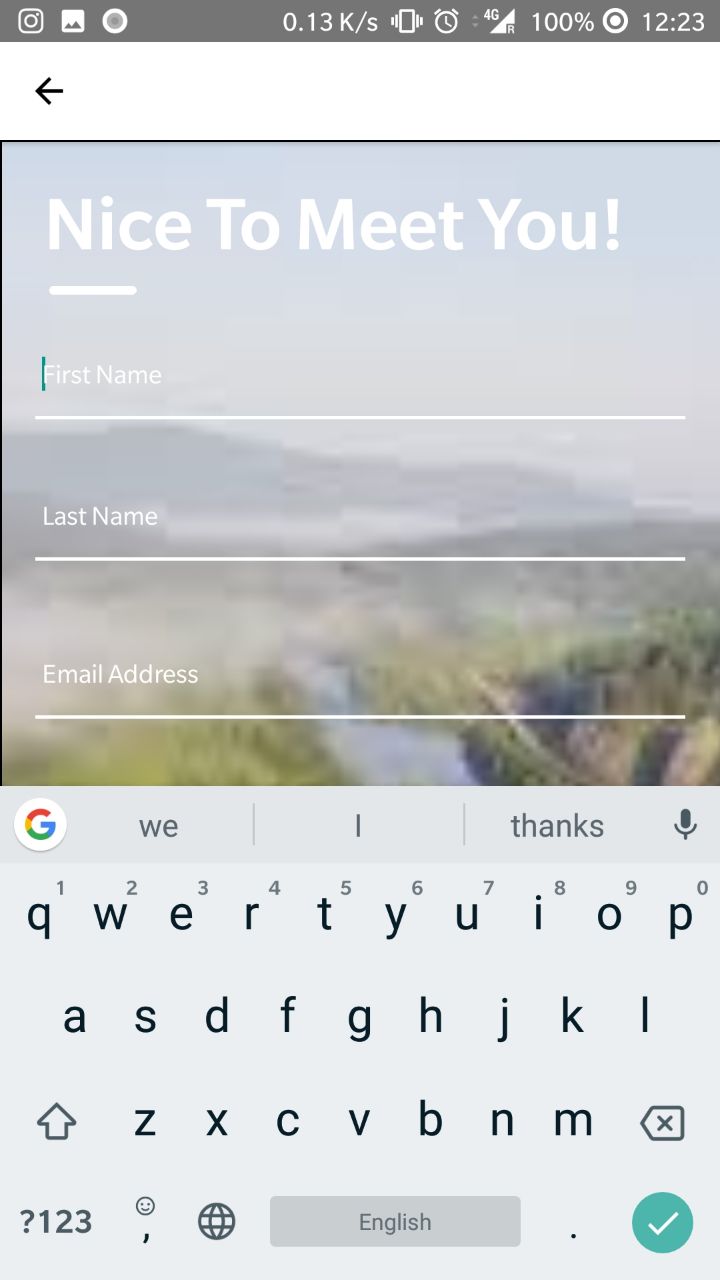 0.13 K/s 4G R 100% 12:23
Nice To Meet You!
First Name
Last Name
Email Address
G we I thanks
1 2 3 4 5 6 7 8 9 0
q w e r t y u i o p
a s d f g h j k l
z x c v b n m
?123 , English .